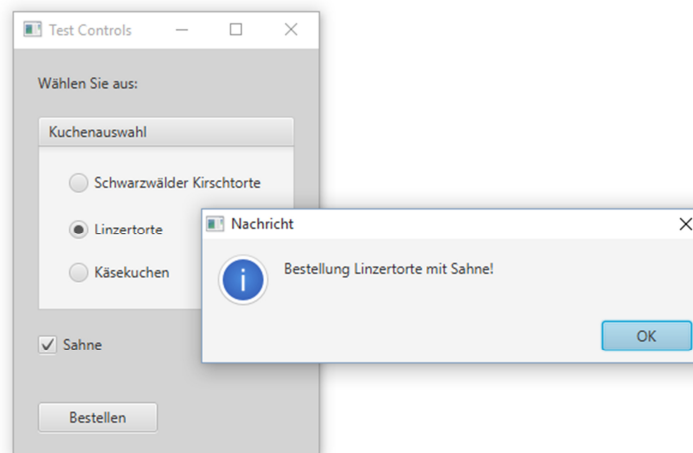 Test Controls
Wählen Sie aus:
Kuchenauswahl
Schwarzwälder Kirschtorte
Linzertorte
Käsekuchen
Sahne
Bestellen
Nachricht
Bestellung Linzertorte mit Sahne!
OK